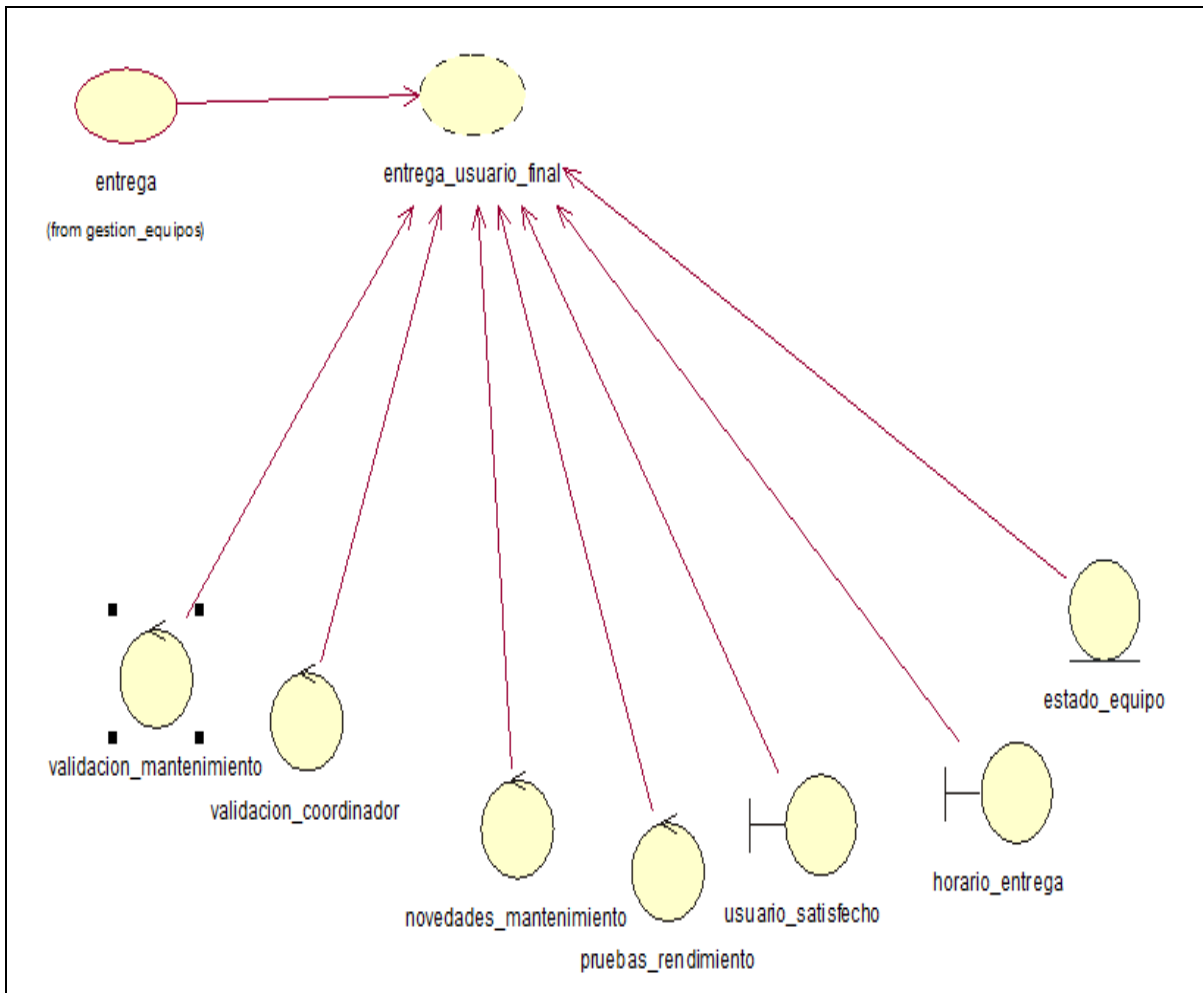 entrega
(from gestion_equipos)
entrega_usuario_final
validacion_mantenimiento
validacion_coordinador
novedades_mantenimiento
pruebas_rendimiento
usuario_satisfecho
horario_entrega
estado_equipo